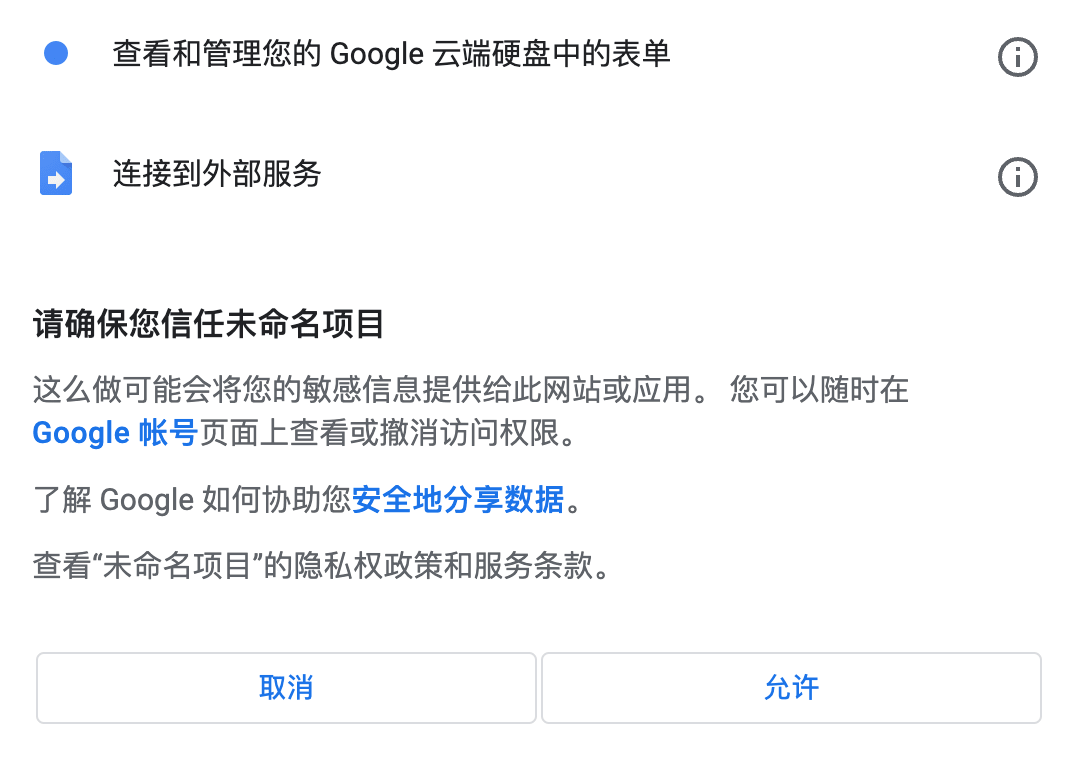 查看和管理您的 Google 云端硬盘中的表单
连接到外部服务
请确保您信任未命名项目
这么做可能会将您的敏感信息提供给此网站或应用。 您可以随时在
Google 帐号页面上查看或撤消访问权限。
了解 Google 如何协助您安全地分享数据。
查看“未命名项目”的隐私权政策和服务条款。
取消
允许